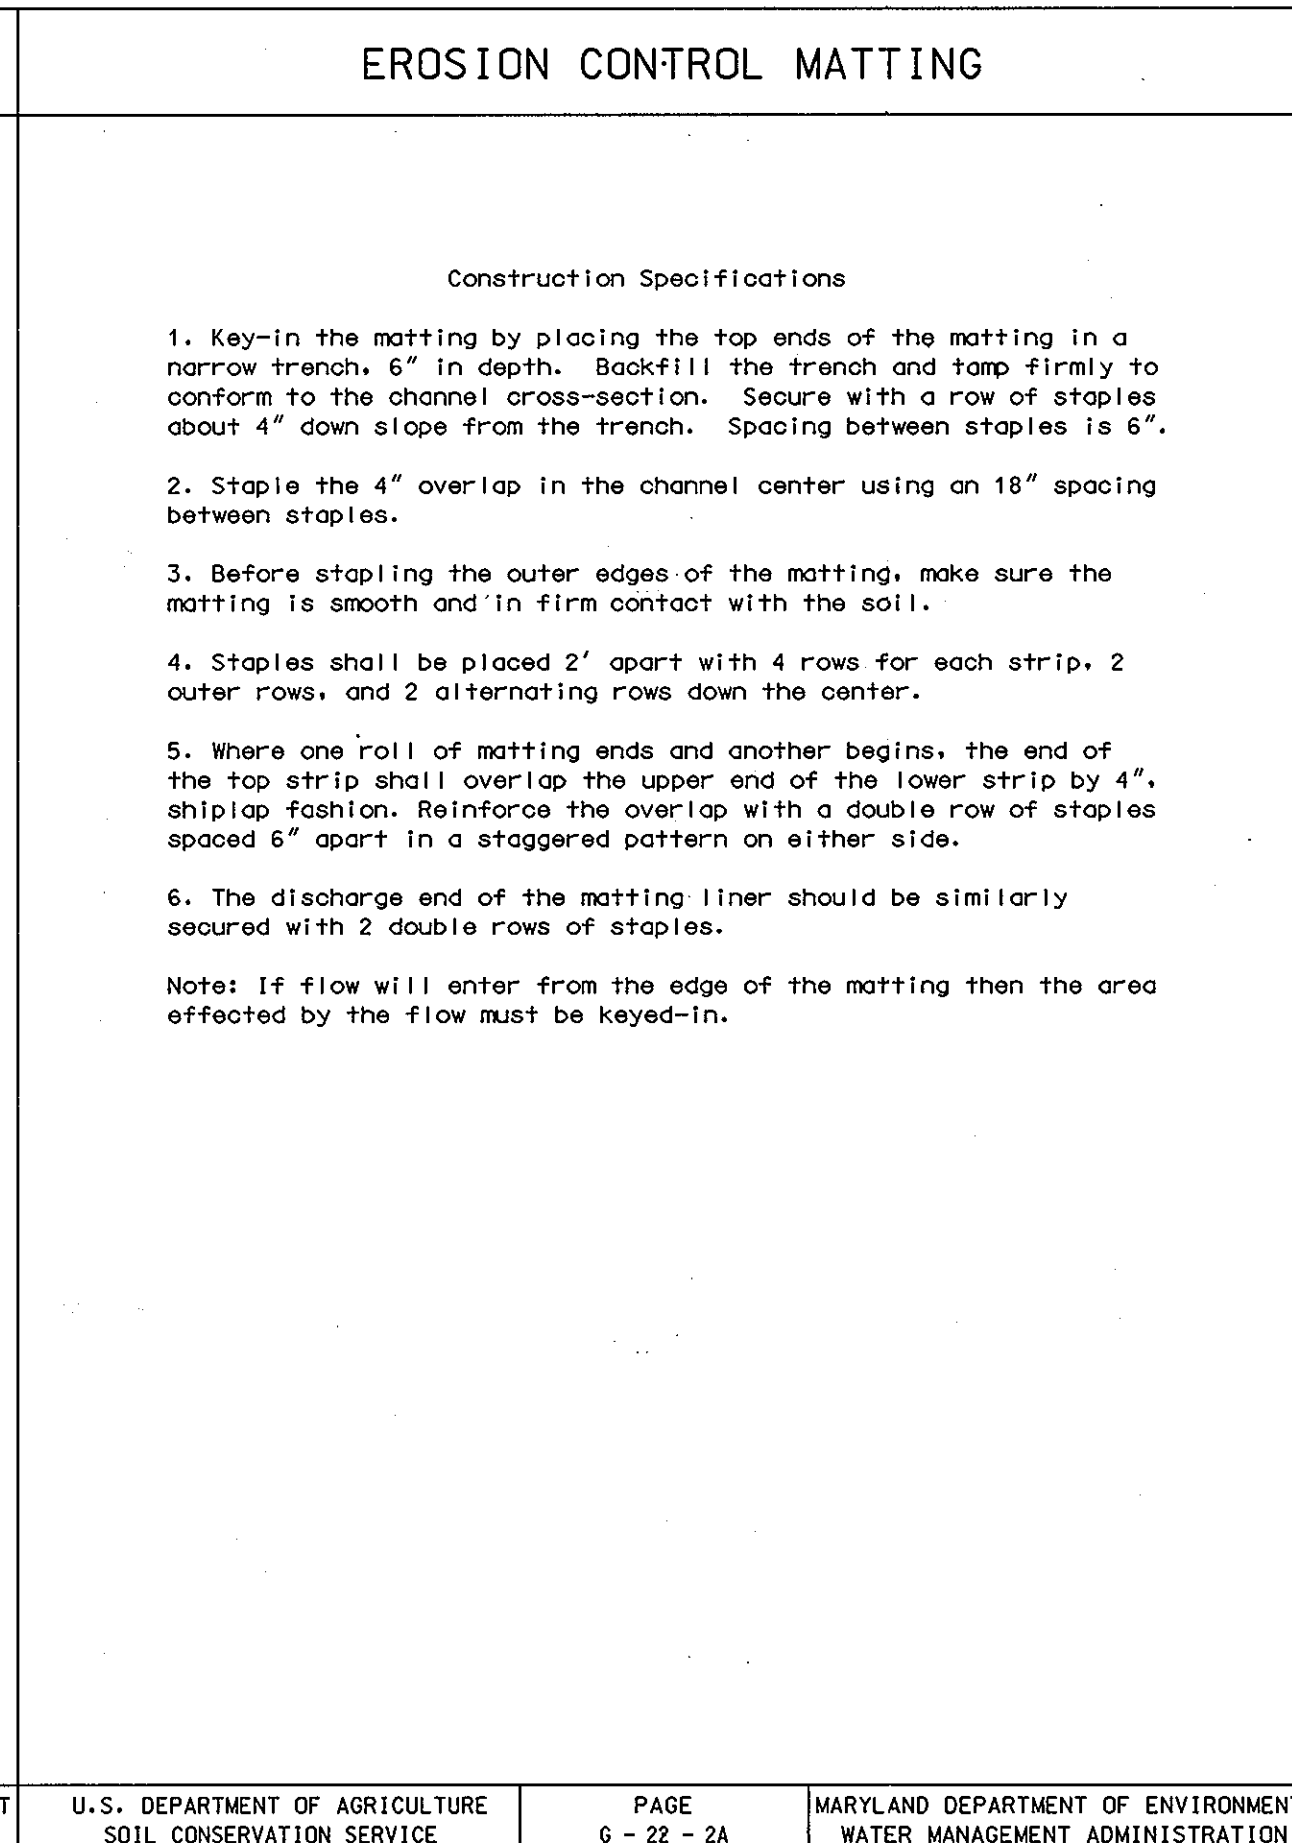 EROSION CONTROL MATTING
Construction Specifications
1. Key-in the matting by placing the top ends of the matting in a
narrow trench, 6" in depth. Backfill the trench and tamp firmly to
conform to the channel cross-section. Secure with a row of staples
about 4" down slope from the trench. Spacing between staples is 6".
2. Staple the 4" overlap in the channel center using an 18" spacing
between staples.
3. Before stapling the outer edges of the matting, make sure the
matting is smooth and in firm contact with the soil.
4. Staples shall be placed 2' apart with 4 rows for each strip, 2
outer rows, and 2 alternating rows down the center.
5. Where one roll of matting ends and another begins, the end of
the top strip shall overlap the upper end of the lower strip by 4",
shiplap fashion. Reinforce the overlap with a double row of staples
spaced 6" apart in a staggered pattern on either side.
6. The discharge end of the matting liner should be similarly
secured with 2 double rows of staples.
Note: If flow will enter from the edge of the matting then the area
effected by the flow must be keyed-in.
T
U.S. DEPARTMENT OF AGRICULTURE
SOIL CONSERVATION SERVICE
PAGE
G - 22 - 2A
MARYLAND DEPARTMENT OF ENVIRONMENT
WATER MANAGEMENT ADMINISTRATION